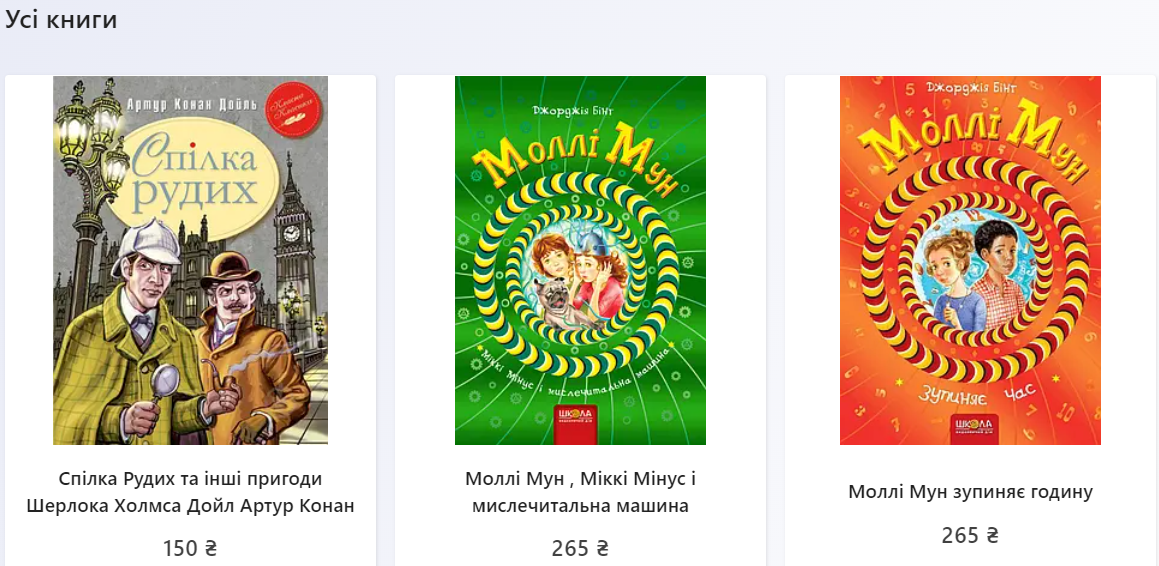 Усі книги
Артур Конан Дойль
Просто Класика
Спілка
рудих
Джорджія Бінг
Моллі Мун
Міккі Мінус і мислечитальна машина
ШКОЛА
Джорджія Бінг
Моллі Мун
зупиняє час
ШКОЛА
Спілка Рудих та інші пригоди
Шерлока Холмса Дойл Артур Конан
150 ₴
Моллі Мун , Міккі Мінус і
мислечитальна машина
265 ₴
Моллі Мун зупиняє годину
265 ₴